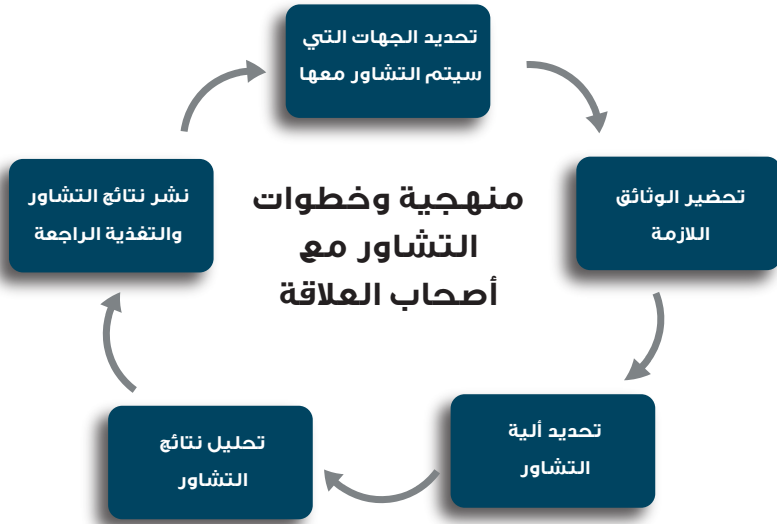 تحديد الجهات التي
سيتم التشاور معها
تحضير الوثائق
اللازمة
تحديد ألية
التشاور
تحليل نتائج
التشاور
نشر نتائج التشاور
والتغذية الراجعة
منهجية وخطوات
التشاور مع
أصحاب العلاقة